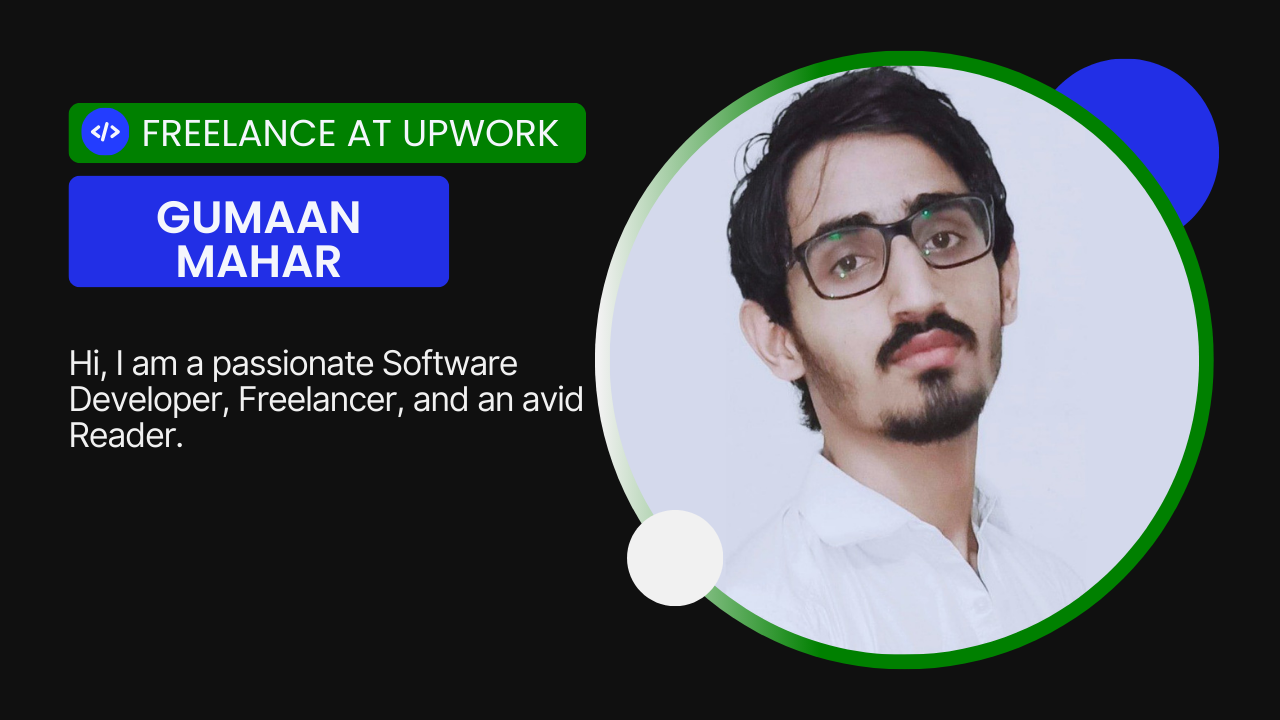 FREELANCE AT UPWORK
GUMAAN
MAHAR
Hi, I am a passionate Software
Developer, Freelancer, and an avid
Reader.